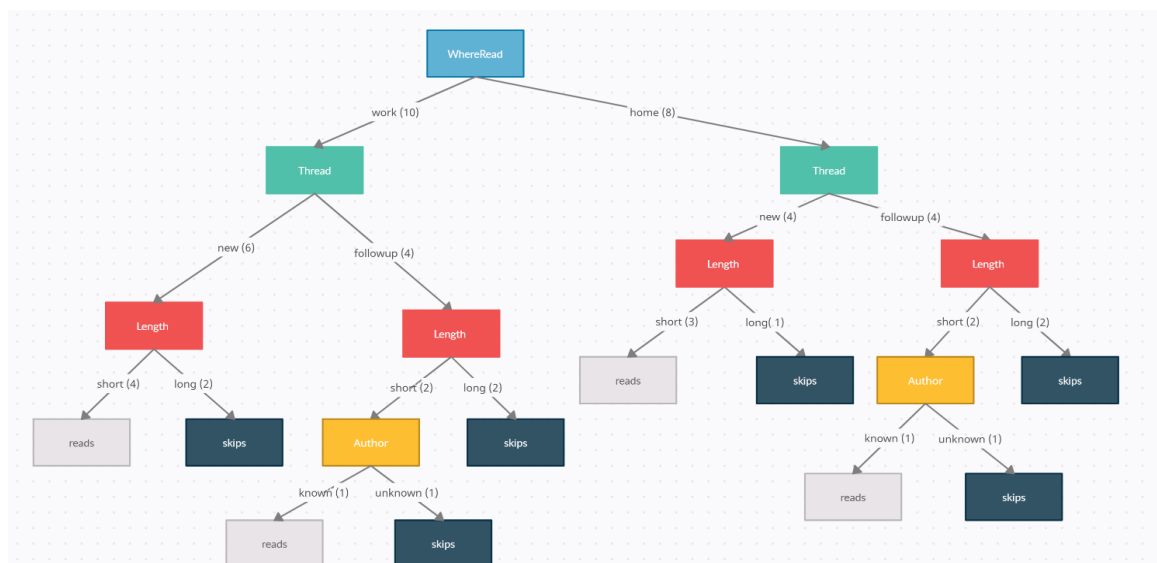 WhereRead
work (10)
home (8)
Thread
Thread
new (6)
followup (4)
new (4)
followup (4)
Length
Length
Length
Length
short (4)
long (2)
short (2)
long (2)
short (3)
long( 1)
short (2)
long (2)
reads
skips
Author
skips
reads
skips
Author
skips
known (1)
unknown (1)
known (1)
unknown (1)
reads
skips
reads
skips